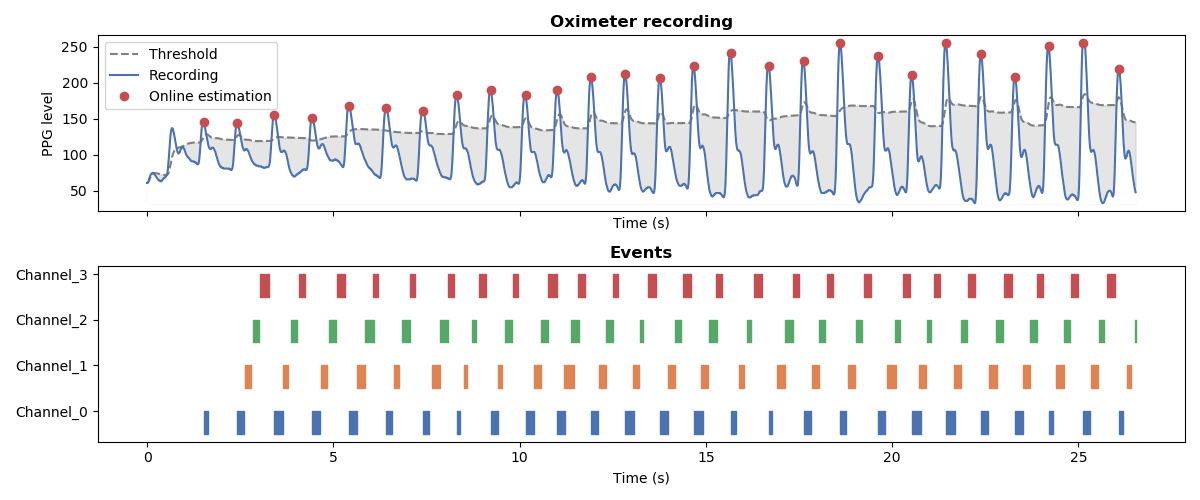 Oximeter recording
PPG level
250
200
150
100
50
Threshold
Recording
Online estimation
Time (s)
Events
Channel_3
Channel_2
Channel_1
Channel_0
0 5 10 15 20 25
Time (s)